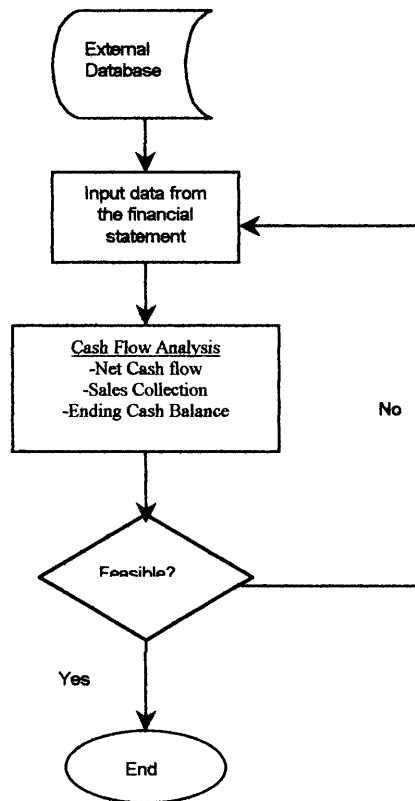 External
Database
Input data from
the financial
statement
Cash Flow Analysis
-Net Cash flow
-Sales Collection
-Ending Cash Balance
No
Feasible?
Yes
End